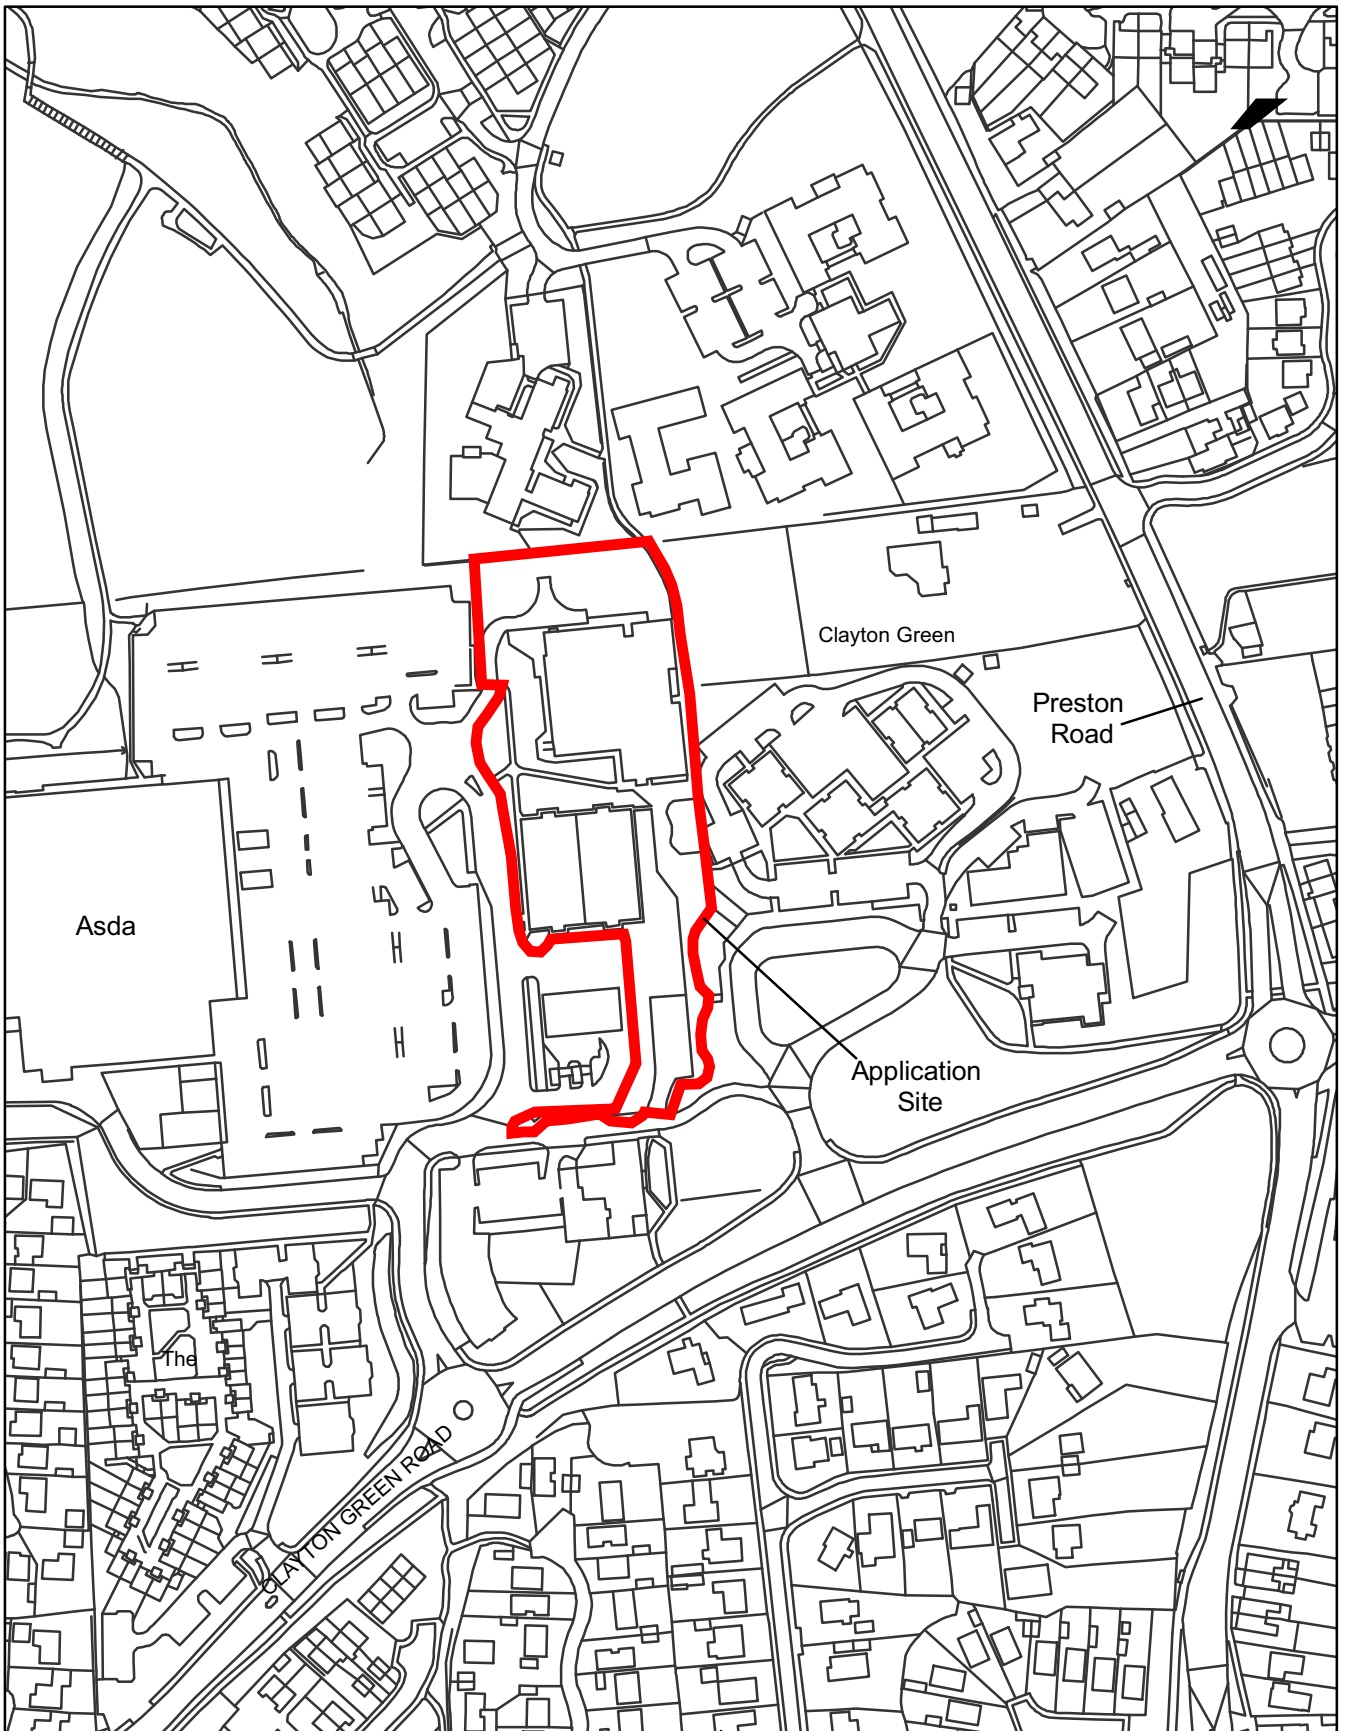 Clayton Green
Preston
Road
Asda
Application
Site
The
CLAYTON GREEN ROAD